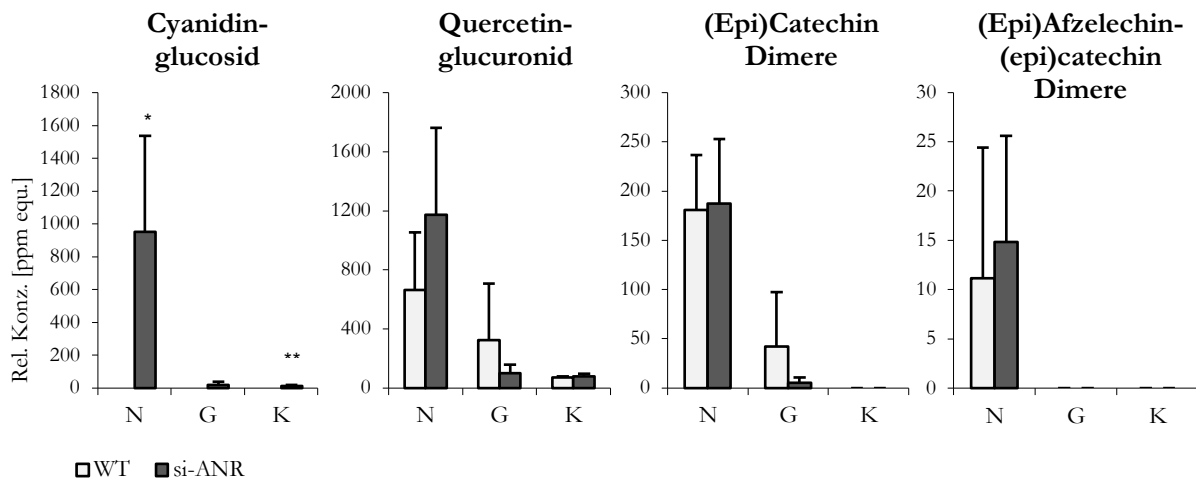 Cyanidin-
glucosid
Quercetin-
glucuronid
(Epi)Catechin
Dimere
(Epi)Afzelechin-
(epi)catechin
Dimere
Rel. Konz. [ppm equ.]
1800
1600
1400
1200
1000
800
600
400
200
0
*
**
N G K
2000
1600
1200
800
400
0
N G K
300
250
200
150
100
50
0
N G K
30
25
20
15
10
5
0
N G K
WT si-ANR